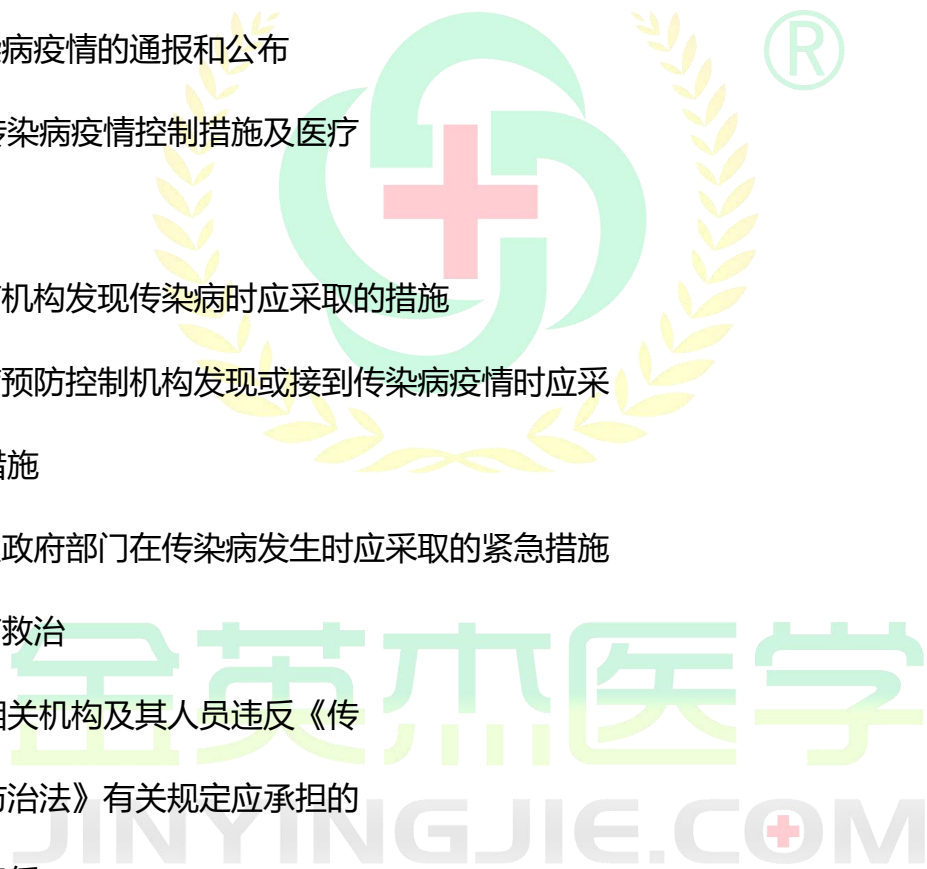 病疫情的通报和公布
®
染病疫情控制措施及医疗
机构发现传染病时应采取的措施
预防控制机构发现或接到传染病疫情时应采
措施
政府部门在传染病发生时应采取的紧急措施
救治
金英杰医学
相关机构及其人员违反《传
防治法》有关规定应承担的
JINYINGJIE.COM